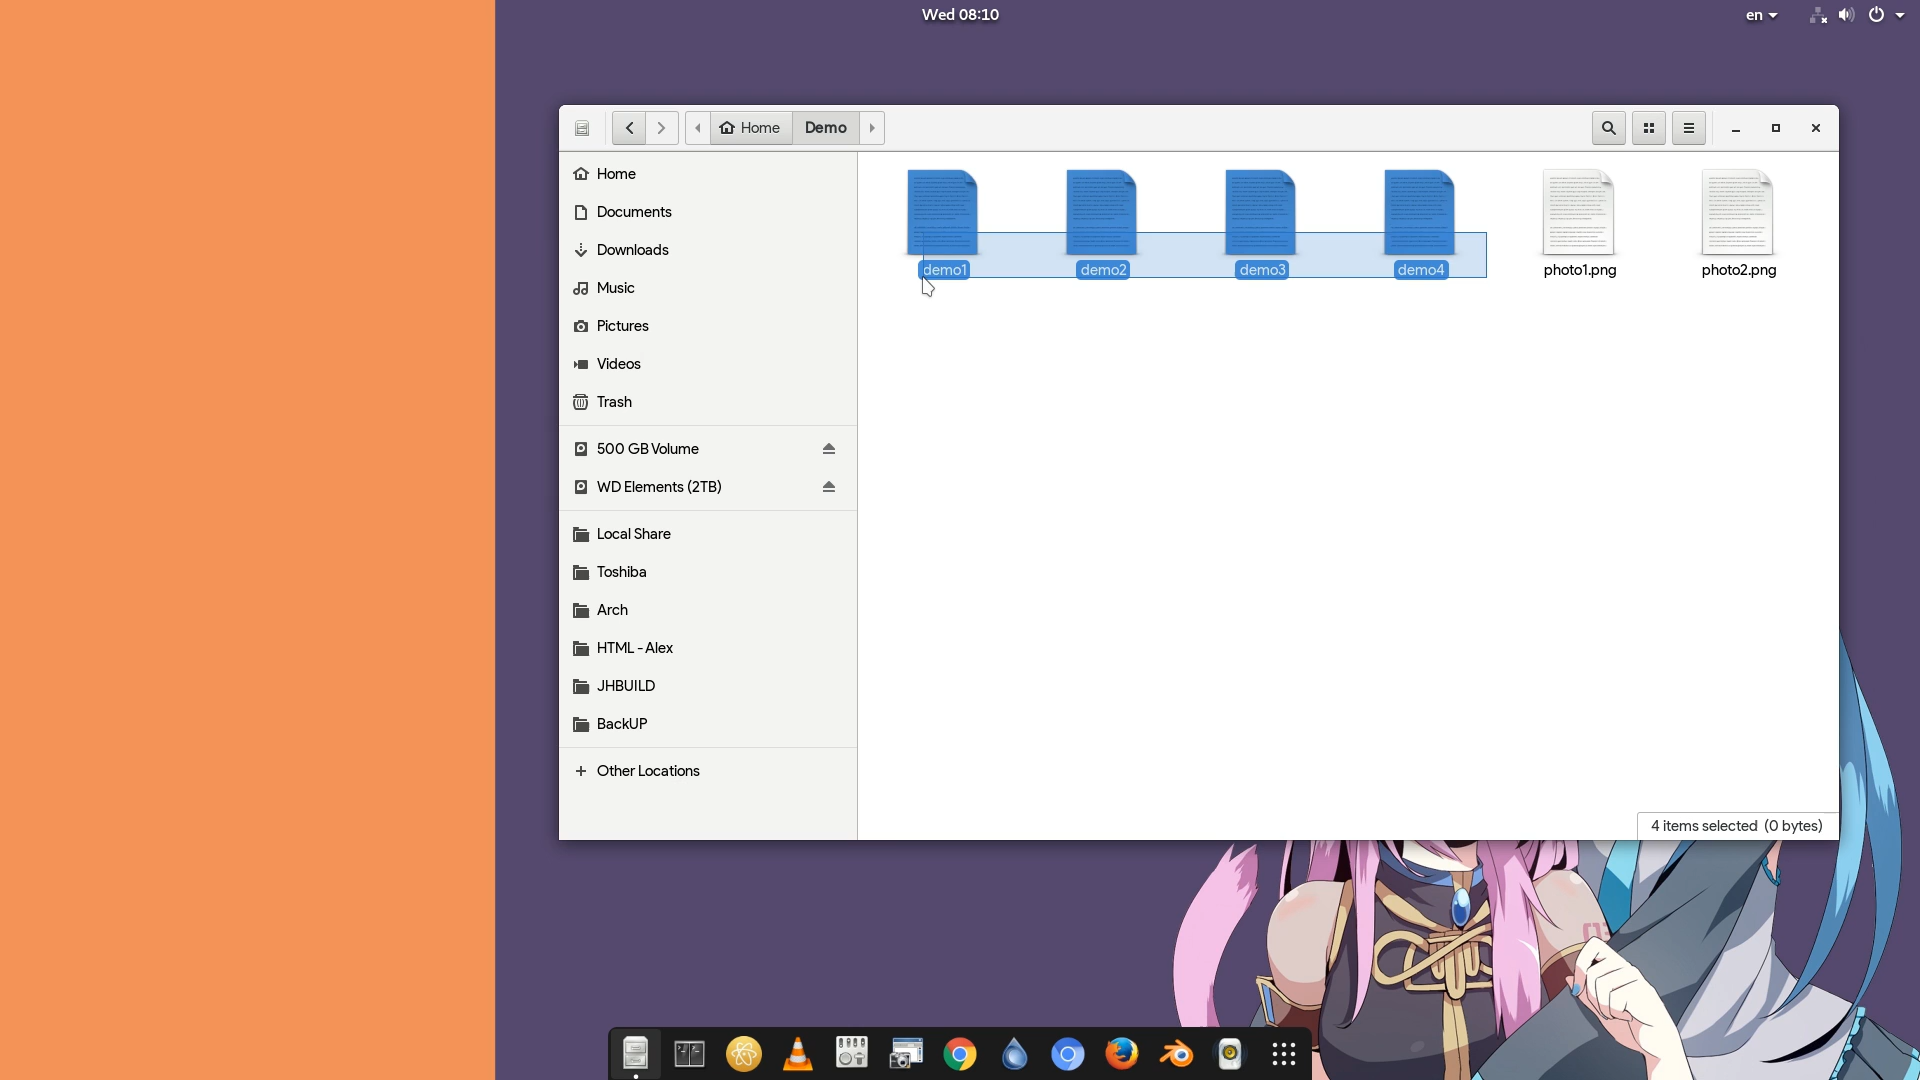 Wed 08:10
en
Home
Demo
Home
Documents
Downloads
Music
Pictures
Videos
Trash
500 GB Volume
WD Elements (2TB)
Local Share
Toshiba
Arch
HTML - Alex
JHBUILD
BackUP
Other Locations
demo1
demo2
demo3
demo4
photo1.png
photo2.png
4 items selected (0 bytes)